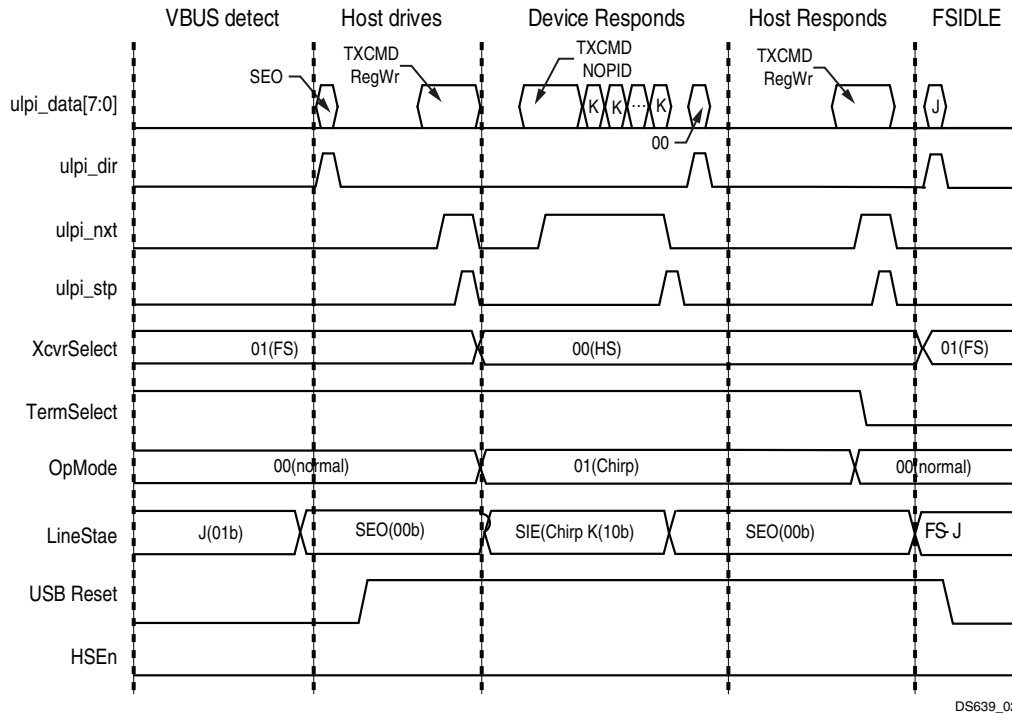 VBUS detect Host drives Device Responds Host Responds FSIDLE
SEO TXCMD RegWr TXCMD NOPID TXCMD RegWr
ulpi_data[7:0] K K ... K J
00
ulpi_dir
ulpi_nxt
ulpi_stp
XcvrSelect 01(FS) 00(HS) 01(FS)
TermSelect
OpMode 00(normal) 01(Chirp) 00(normal)
LineStae J(01b) SEO(00b) SIE(Chirp K(10b) SEO(00b) FS-J
USB Reset
HSEn